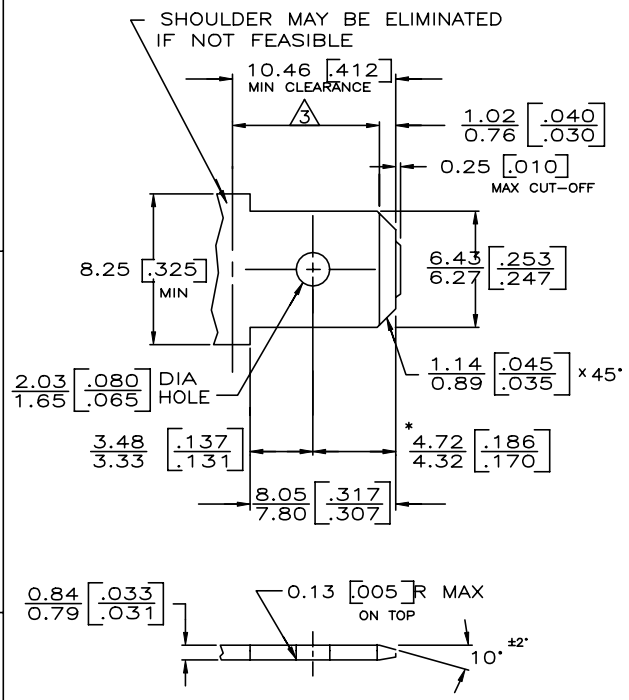 SHOULDER MAY BE ELIMINATED
IF NOT FEASIBLE
10.46 [.412]
MIN CLEARANCE
3
1.02 [.040]
0.76 [.030]
0.25 [.010]
MAX CUT-OFF
8.25 [.325]
MIN
6.43 [.253]
6.27 [.247]
2.03 [.080] DIA
1.65 [.065] HOLE
1.14 [.045] x 45°
0.89 [.035]
3.48 [.137]
3.33 [.131]
* 4.72 [.186]
4.32 [.170]
8.05 [.317]
7.80 [.307]
0.84 [.033]
0.79 [.031]
0.13 [.005] R MAX
ON TOP
10° ±2°